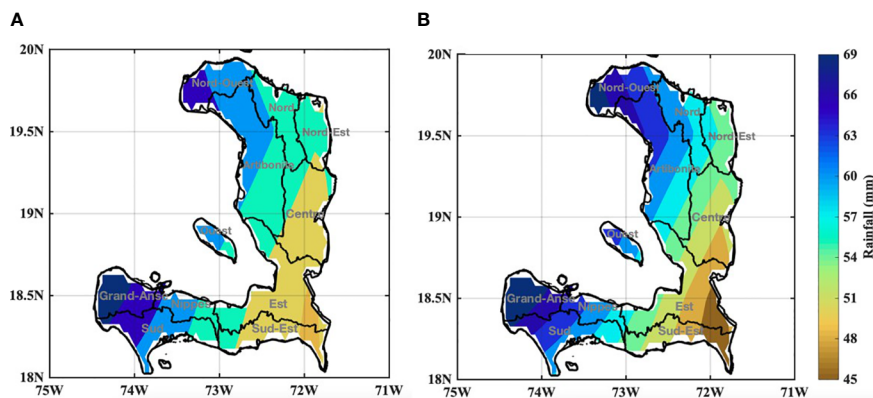 A
B
20N
19.5N
19N
18.5N
18N
75W
74W
73W
72W
71W
Nord-Ouest
Nord
Nord-Est
Artibonite
Centre
Ouest
Grand-Anse
Nippes
Sud
Est
Sud-Est
20N
19.5N
19N
18.5N
18N
75W
74W
73W
72W
71W
Nord-Ouest
Nord
Nord-Est
Artibonite
Centre
Ouest
Grand-Anse
Nippes
Sud
Est
Sud-Est
69
66
63
60
57
54
51
48
45
Rainfall (mm)